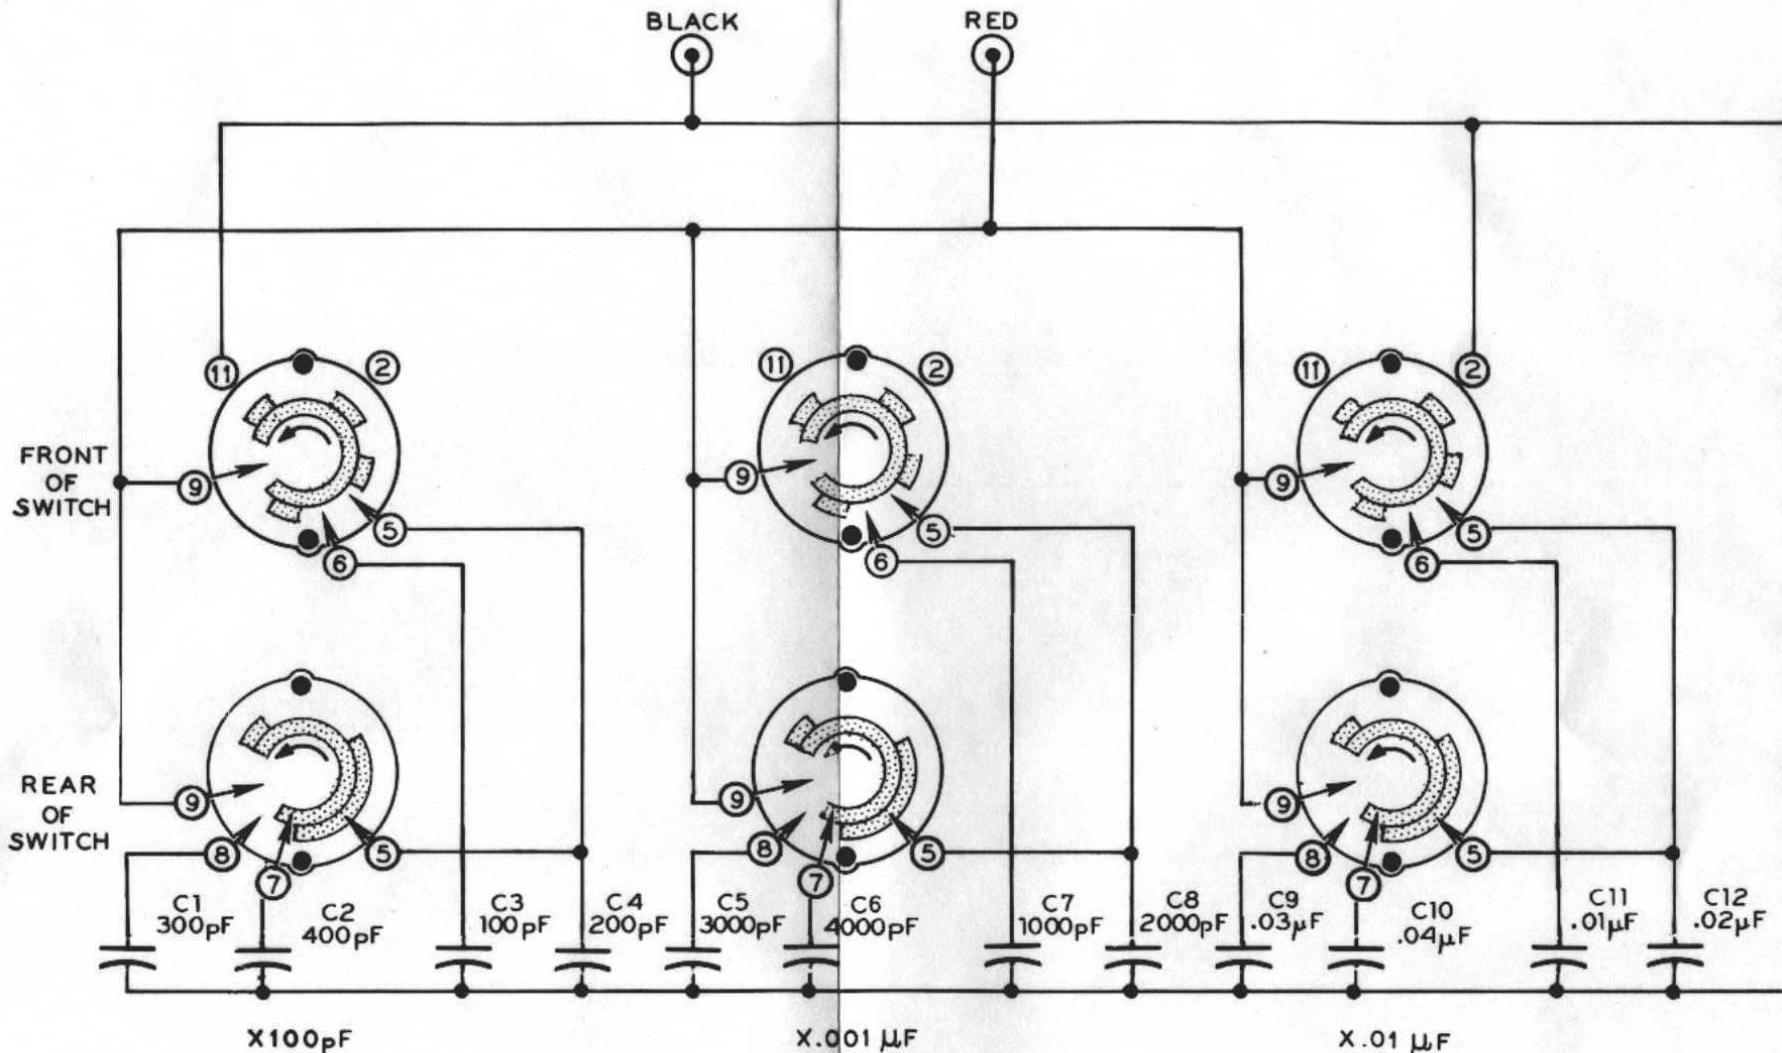 BLACK
RED
11
2
11
2
11
2
FRONT
OF
SWITCH
9
5
6
9
5
6
9
5
6
REAR
OF
SWITCH
9
8
7
5
9
8
7
5
9
8
7
5
C1
300pF
C2
400pF
C3
100pF
C4
200pF
C5
3000pF
C6
4000pF
C7
1000pF
C8
2000pF
C9
.03µF
C10
.04µF
C11
.01µF
C12
.02µF
X100pF
X.001 µF
X.01 µF